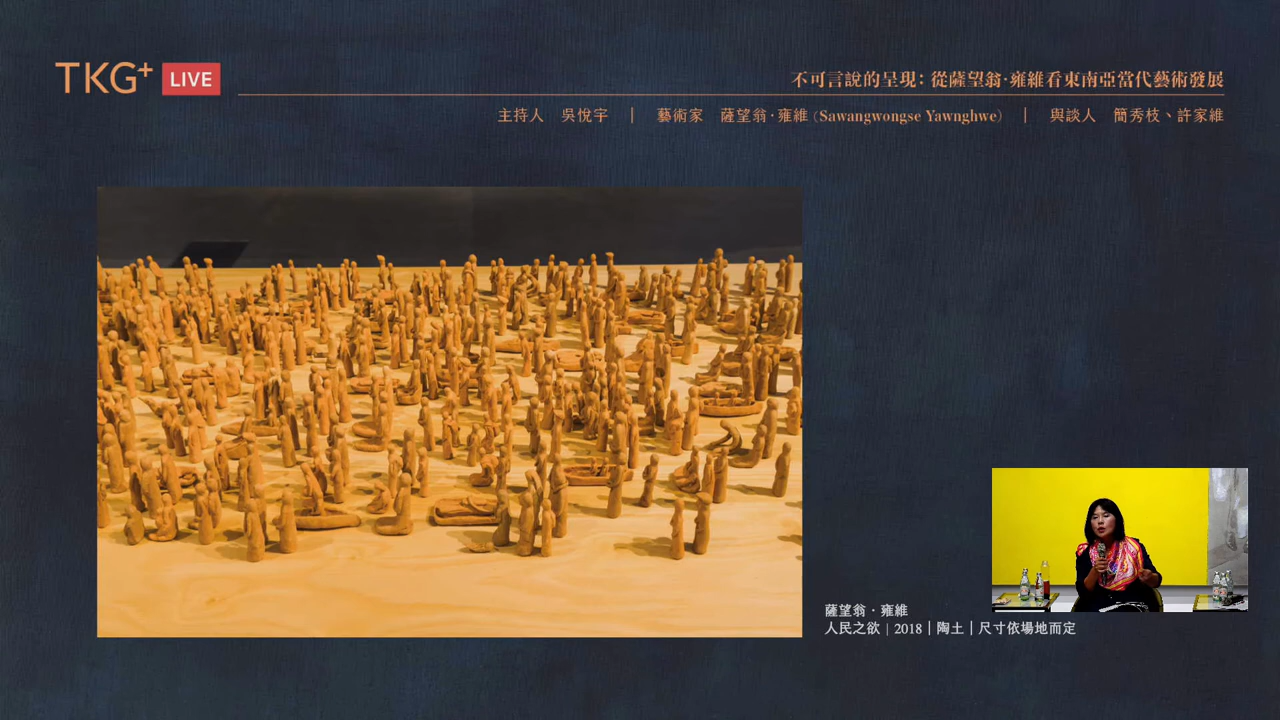 TKG+ LIVE
不可言說的呈現：從薩望翁·雍維看東南亞當代藝術發展
主持人 吳悅宇 ｜ 藝術家 薩望翁·雍維 (Sawangwongse Yawnghwe) ｜ 與談人 簡秀枝、許家維
薩望翁·雍維
人民之欲｜2018｜陶土｜尺寸依場地而定